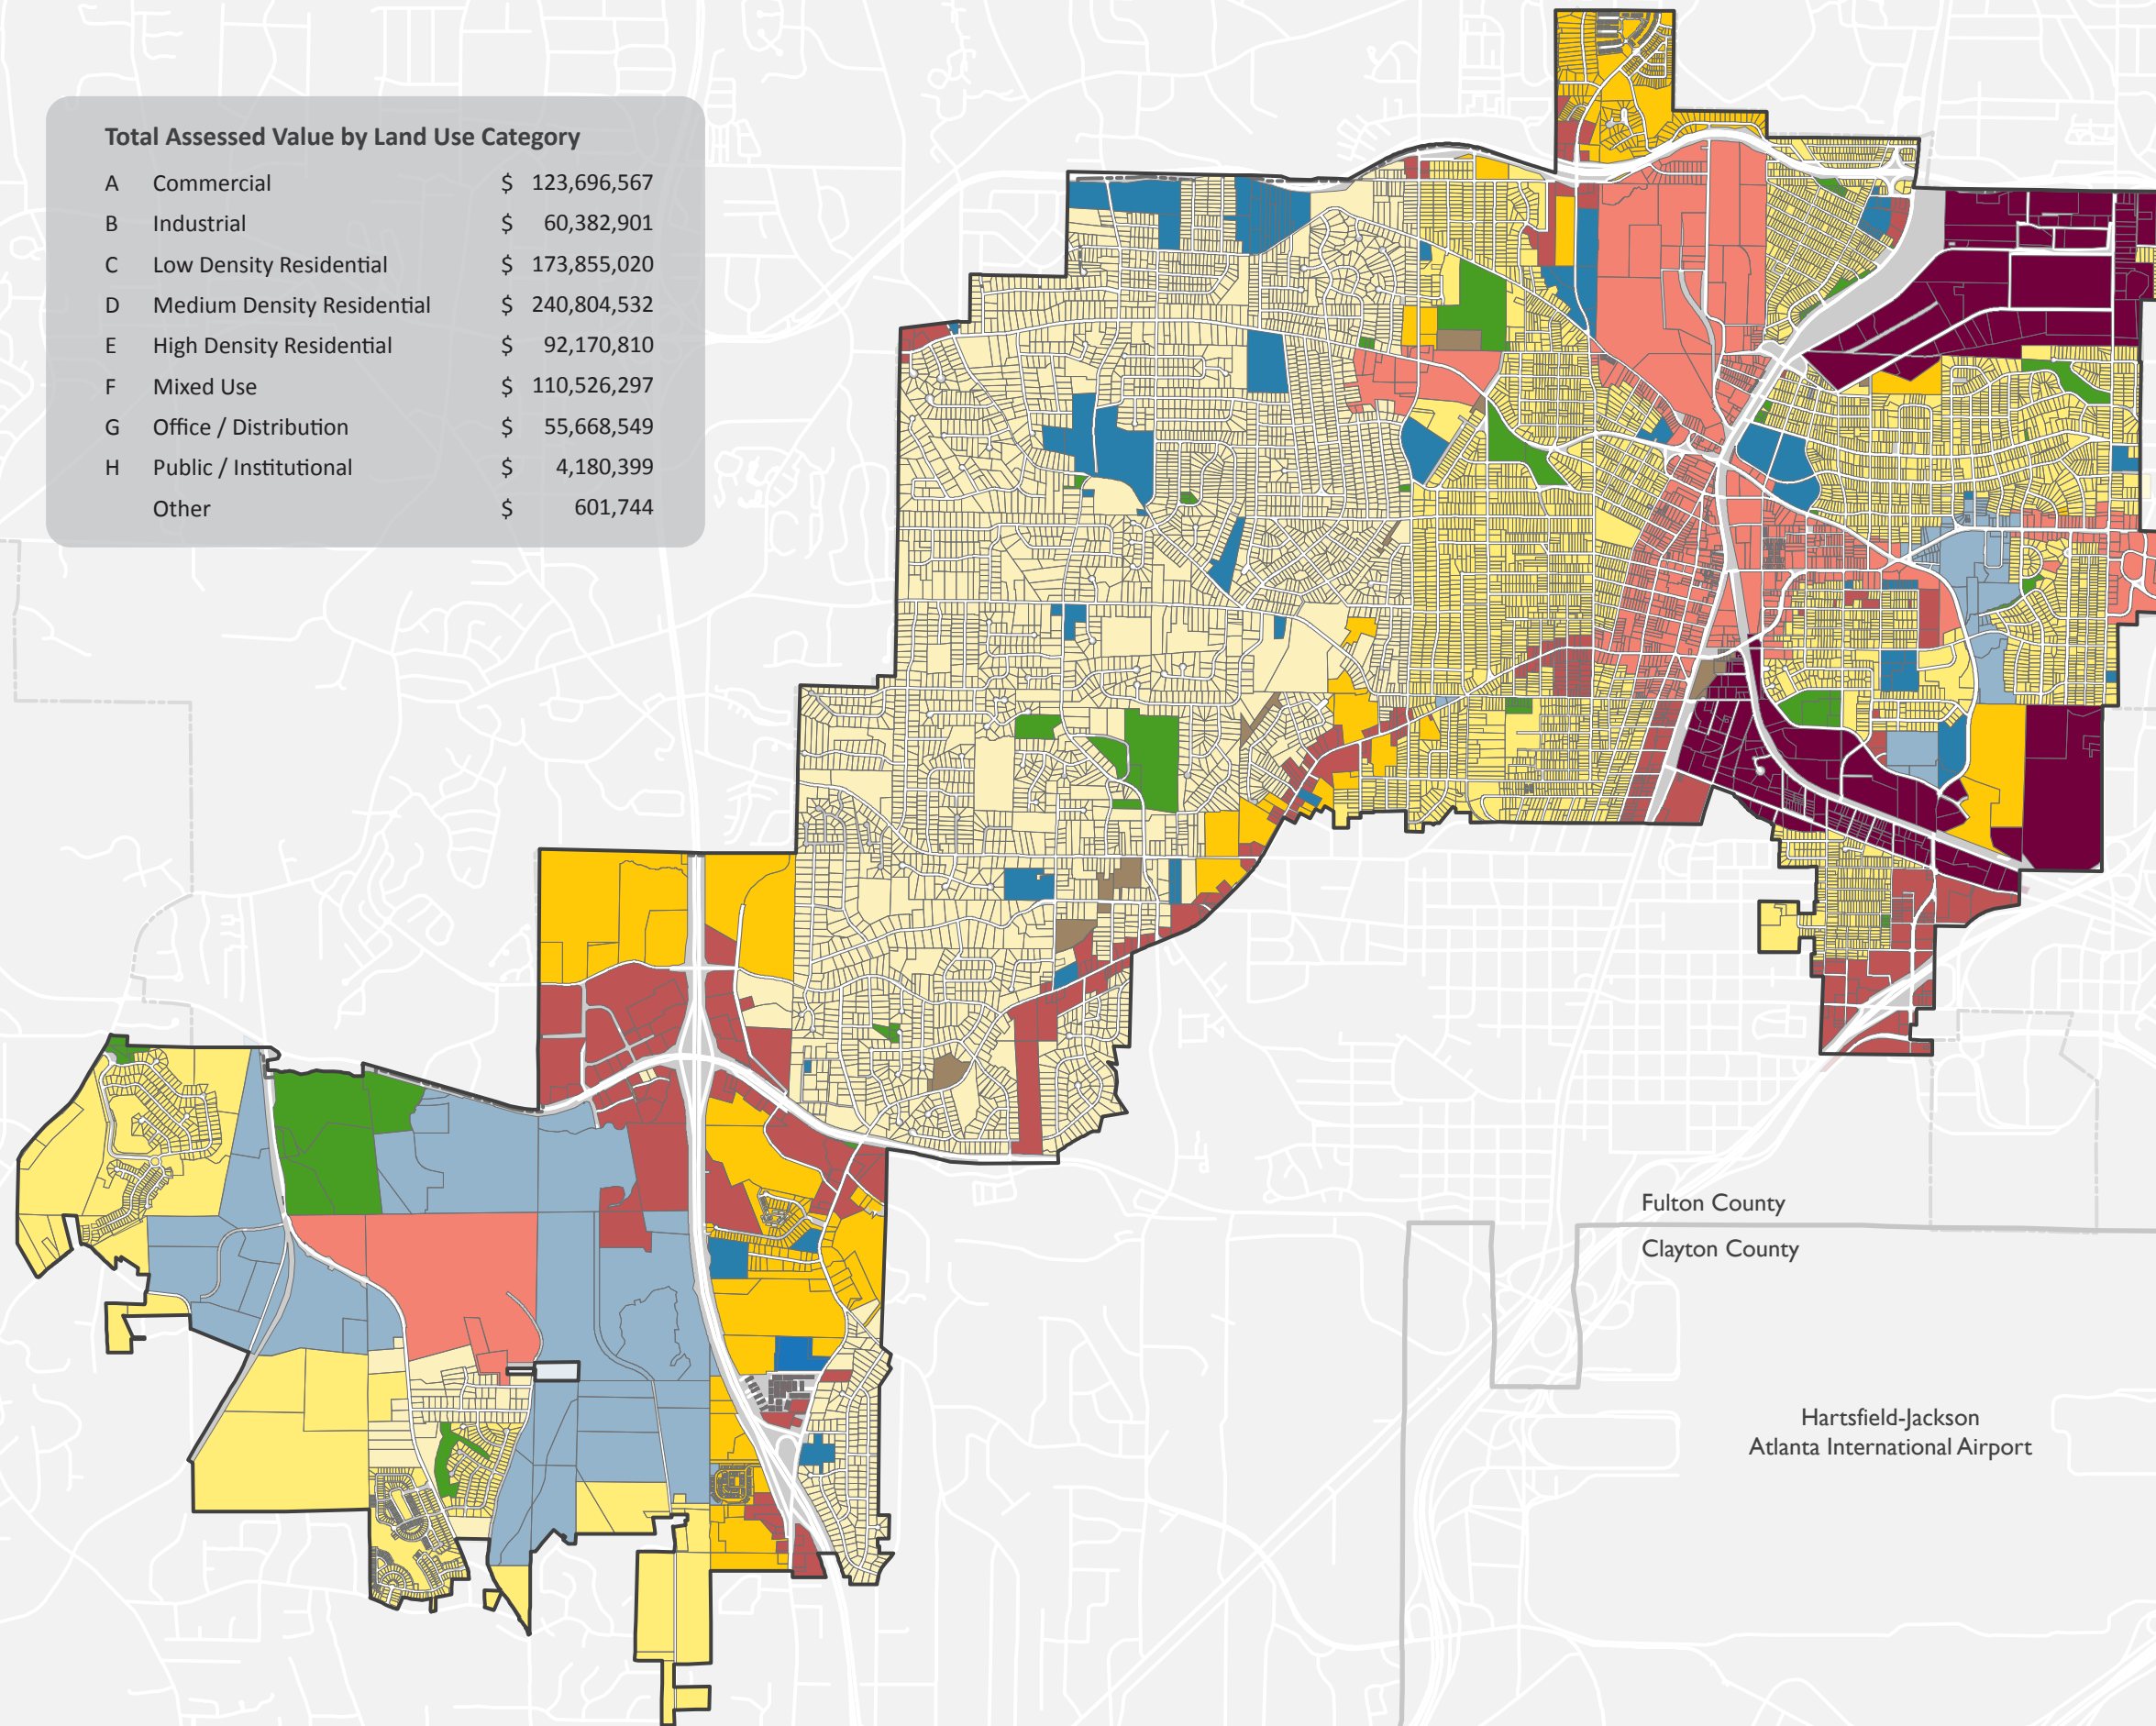 Total Assessed Value by Land Use Category
A Commercial $ 123,696,567
B Industrial $ 60,382,901
C Low Density Residential $ 173,855,020
D Medium Density Residential $ 240,804,532
E High Density Residential $ 92,170,810
F Mixed Use $ 110,526,297
G Office / Distribution $ 55,668,549
H Public / Institutional $ 4,180,399
Other $ 601,744
Fulton County
Clayton County
Hartsfield-Jackson
Atlanta International Airport